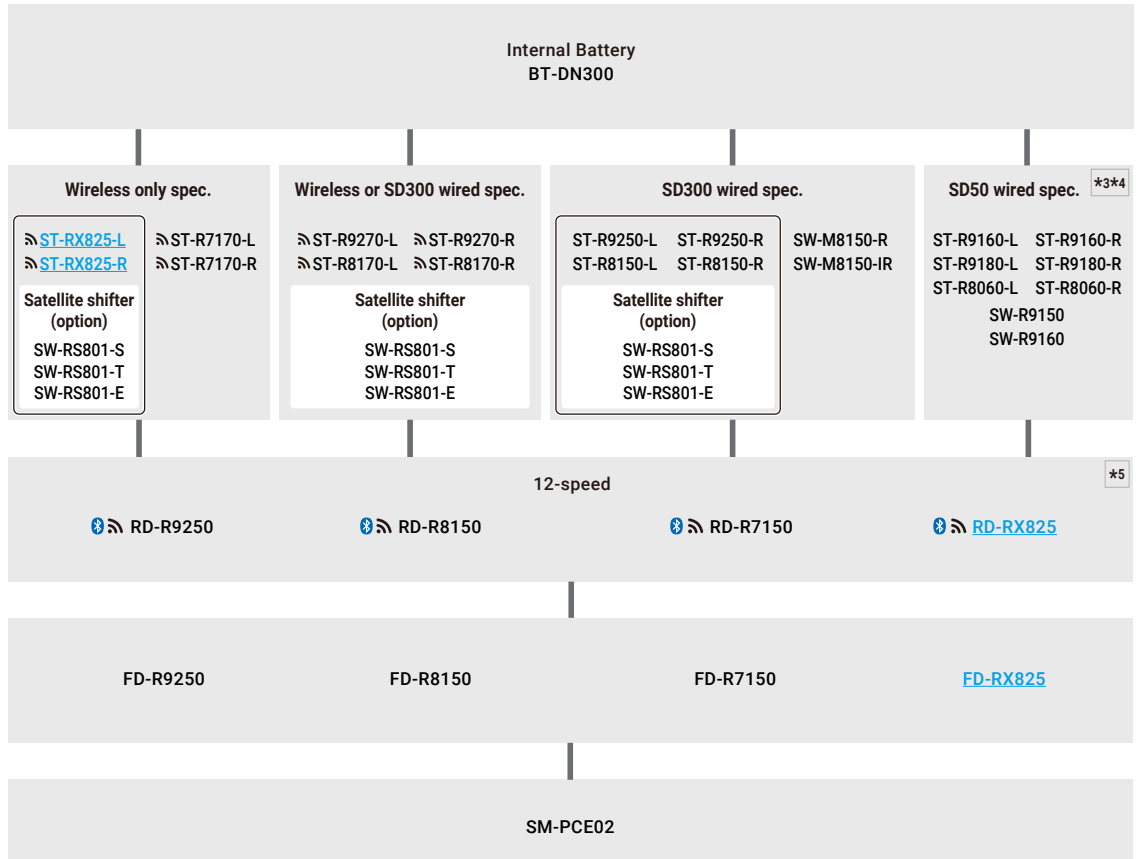 Internal Battery
BT-DN300
Wireless only spec.
ST-RX825-L
ST-RX825-R
ST-R7170-L
ST-R7170-R
Satellite shifter
(option)
SW-RS801-S
SW-RS801-T
SW-RS801-E
Wireless or SD300 wired spec.
ST-R9270-L ST-R9270-R
ST-R8170-L ST-R8170-R
Satellite shifter
(option)
SW-RS801-S
SW-RS801-T
SW-RS801-E
SD300 wired spec.
ST-R9250-L ST-R9250-R
ST-R8150-L ST-R8150-R
SW-M8150-R
SW-M8150-IR
Satellite shifter
(option)
SW-RS801-S
SW-RS801-T
SW-RS801-E
SD50 wired spec. *3*4
ST-R9160-L ST-R9160-R
ST-R9180-L ST-R9180-R
ST-R8060-L ST-R8060-R
SW-R9150
SW-R9160
12-speed *5
RD-R9250 RD-R8150 RD-R7150 RD-RX825
FD-R9250 FD-R8150 FD-R7150 FD-RX825
SM-PCE02